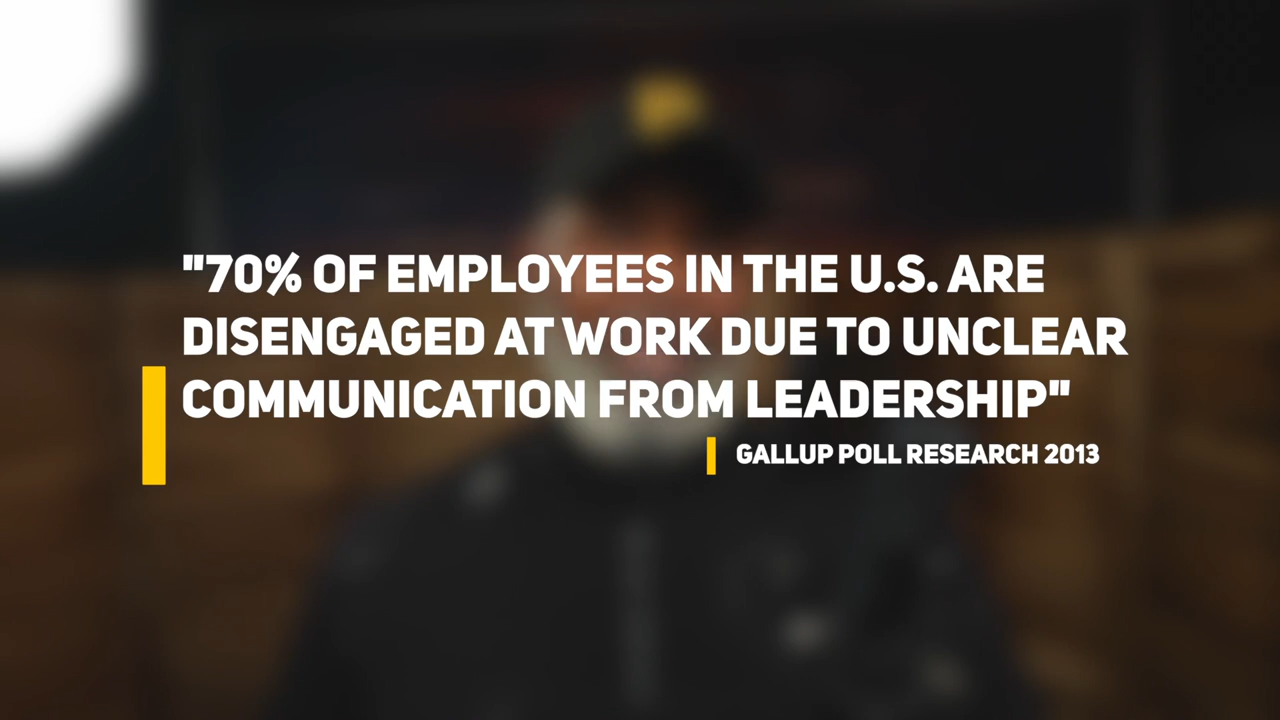 "70% OF EMPLOYEES IN THE U.S. ARE
DISENGAGED AT WORK DUE TO UNCLEAR
COMMUNICATION FROM LEADERSHIP"
GALLUP POLL RESEARCH 2013